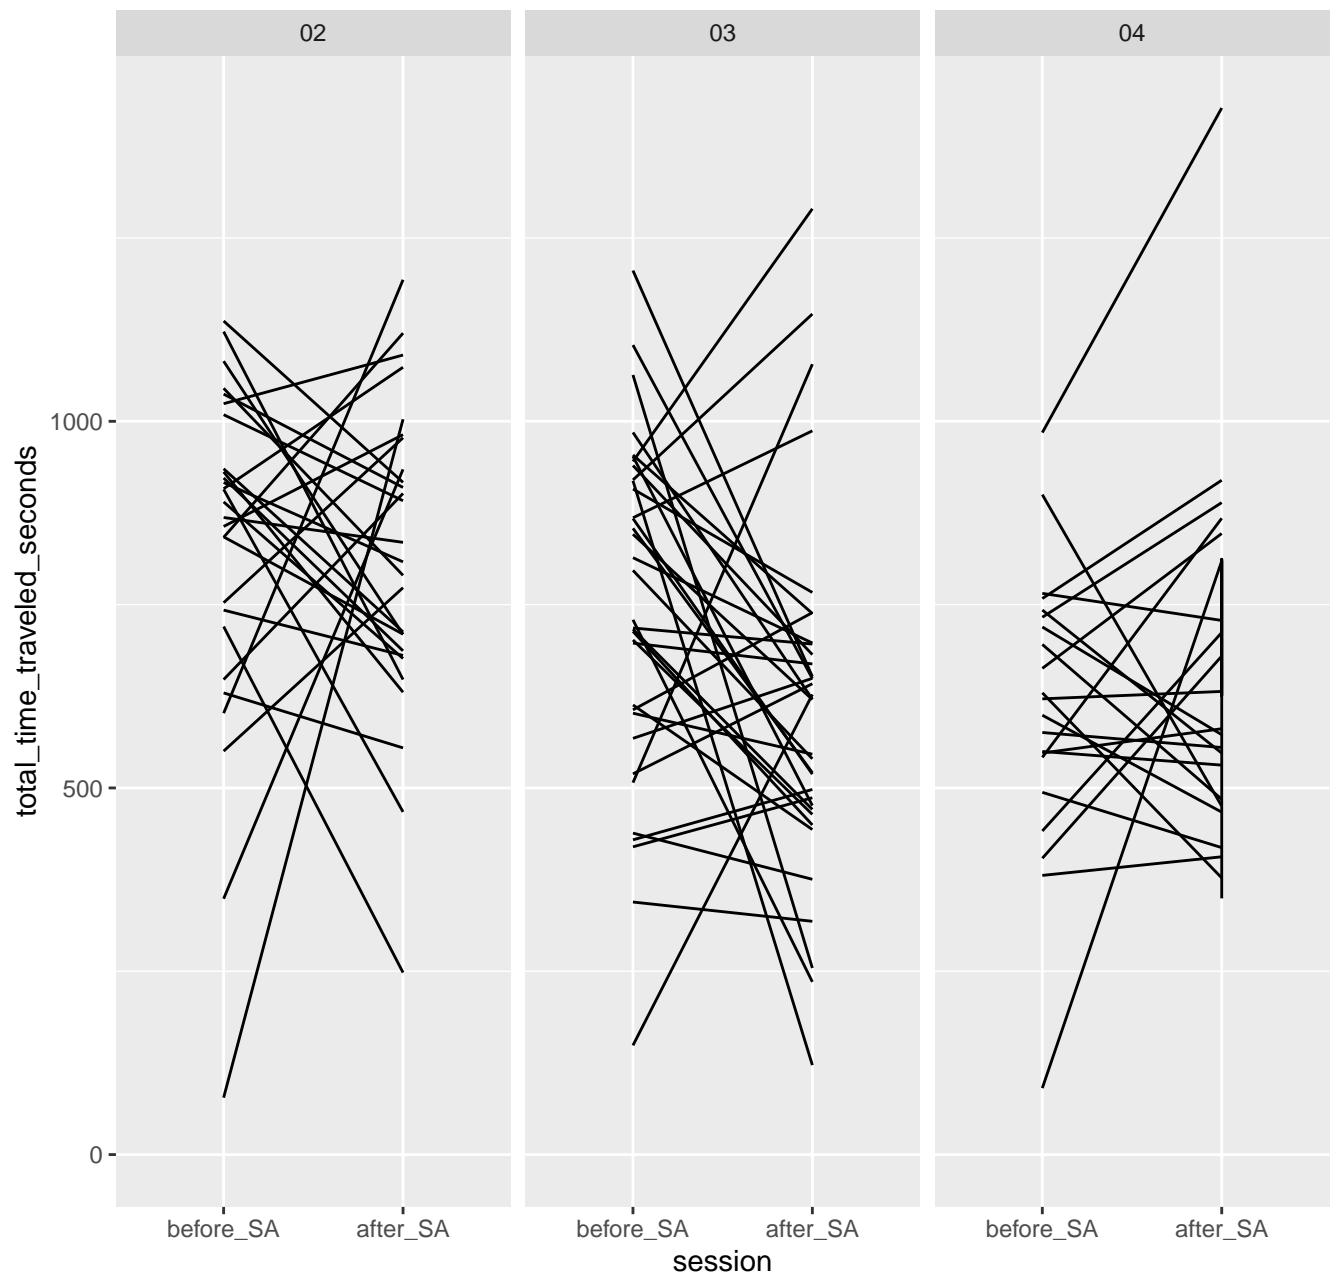 02 03 04
total_time_traveled_seconds
1000
500
0
before_SA after_SA before_SA after_SA before_SA after_SA
session